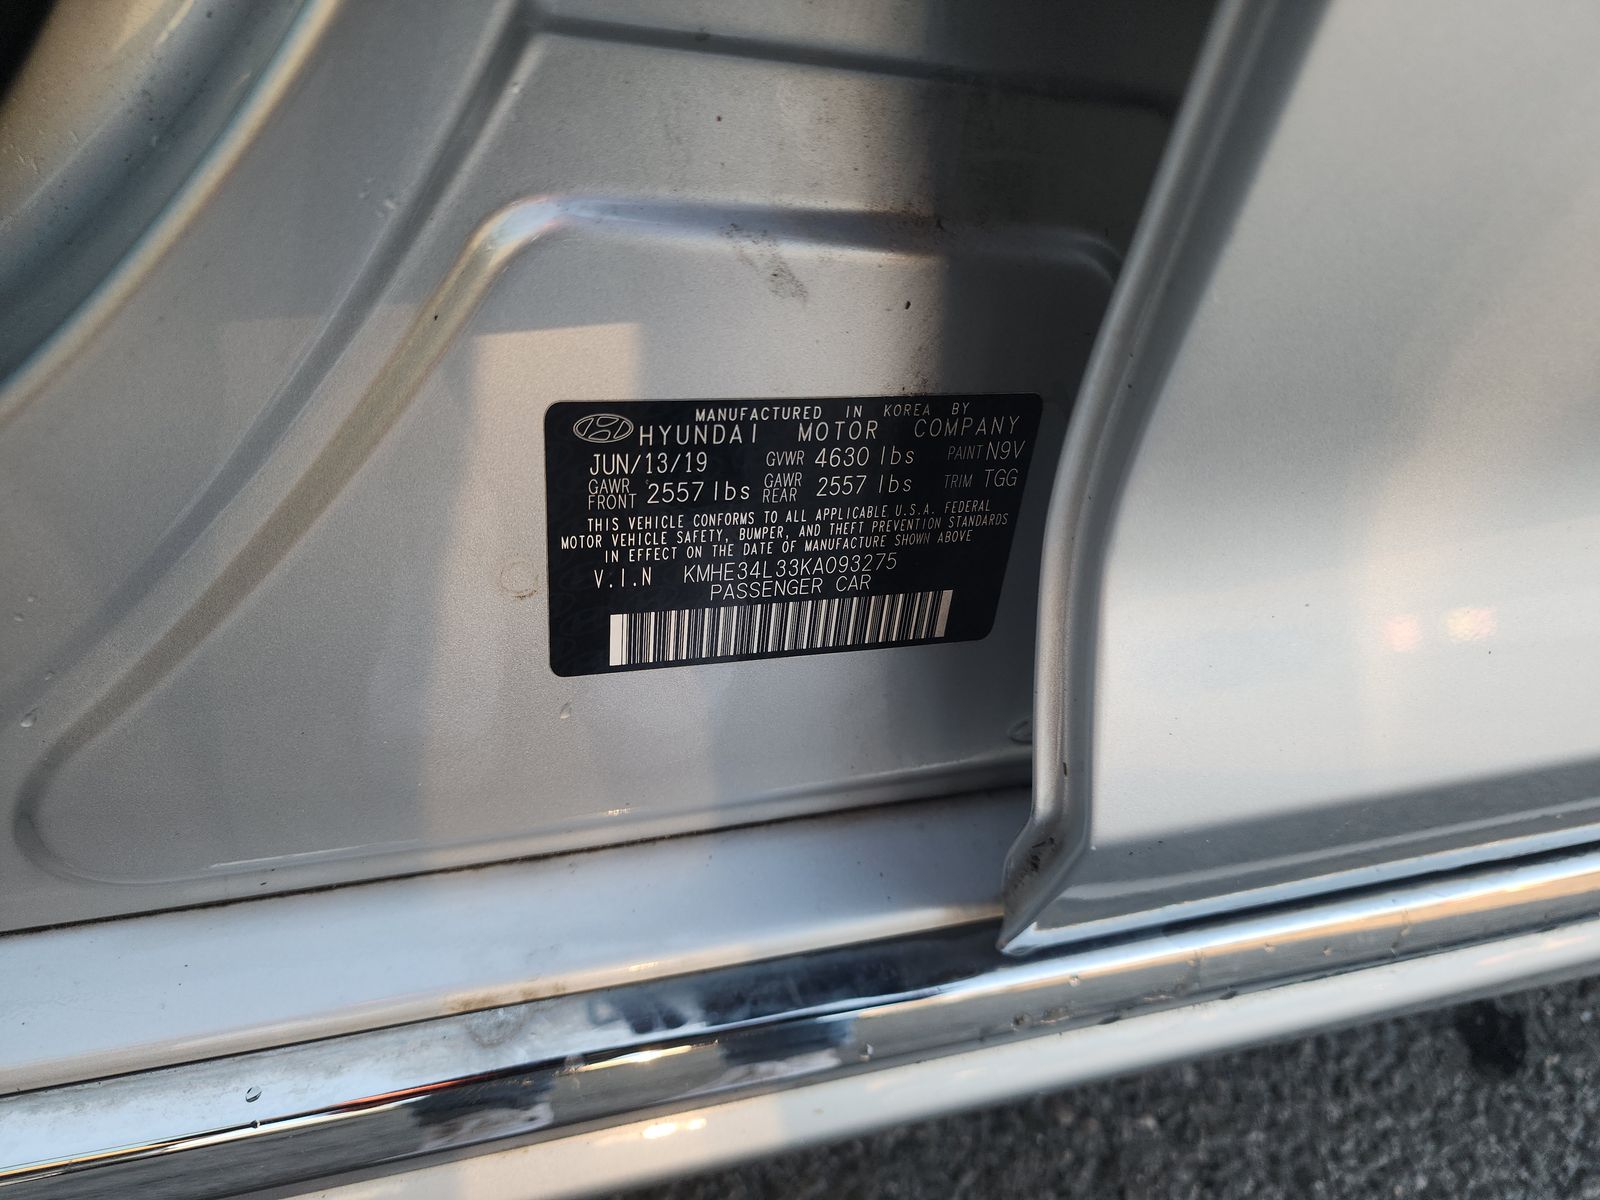 MANUFACTURED IN KOREA BY
HYUNDAI MOTOR COMPANY
JUN/13/19 GVWR 4630 lbs PAINT N9V
GAWR FRONT 2557 lbs GAWR REAR 2557 lbs TRIM TGG
THIS VEHICLE CONFORMS TO ALL APPLICABLE U.S.A. FEDERAL
MOTOR VEHICLE SAFETY, BUMPER, AND THEFT PREVENTION STANDARDS
IN EFFECT ON THE DATE OF MANUFACTURE SHOWN ABOVE
V.I.N KMHE34L33KA093275
PASSENGER CAR